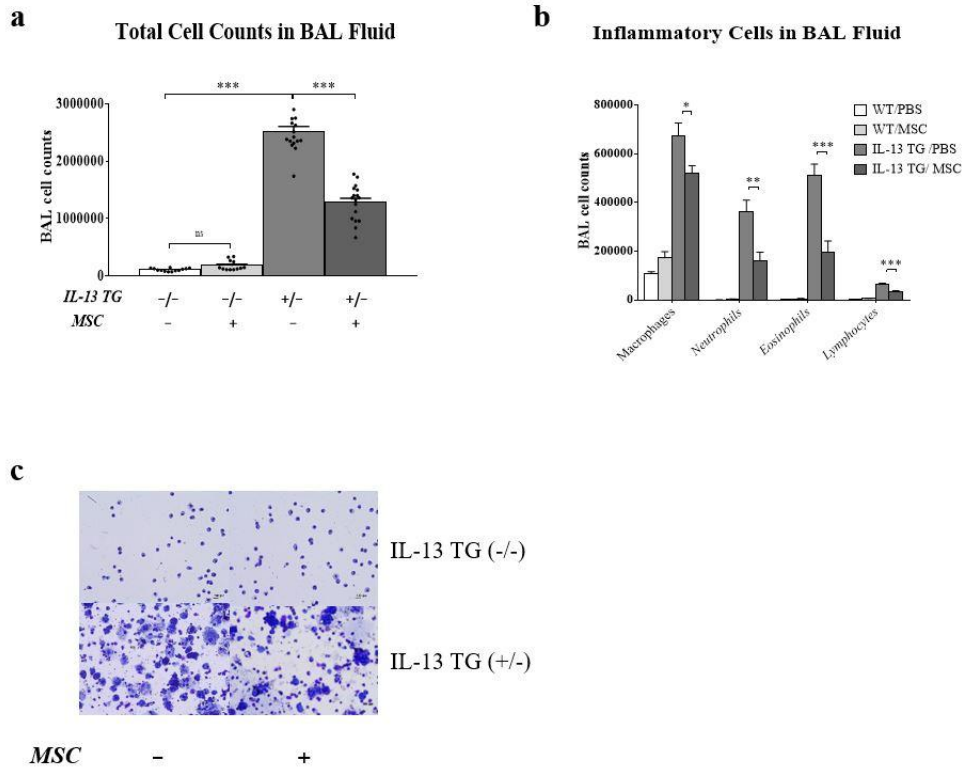 a
Total Cell Counts in BAL Fluid
*** ***
3000000
2000000
1000000
0
BAL cell counts
ns
IL-13 TG −/− −/− +/− +/−
MSC − + − +
b
Inflammatory Cells in BAL Fluid
800000
600000
400000
200000
0
BAL cell counts
* ** *** ***
WT/PBS
WT/MSC
IL-13 TG /PBS
IL-13 TG/ MSC
Macrophages
Neutrophils
Eosinophils
Lymphocytes
c
IL-13 TG (-/-)
IL-13 TG (+/-)
MSC − +